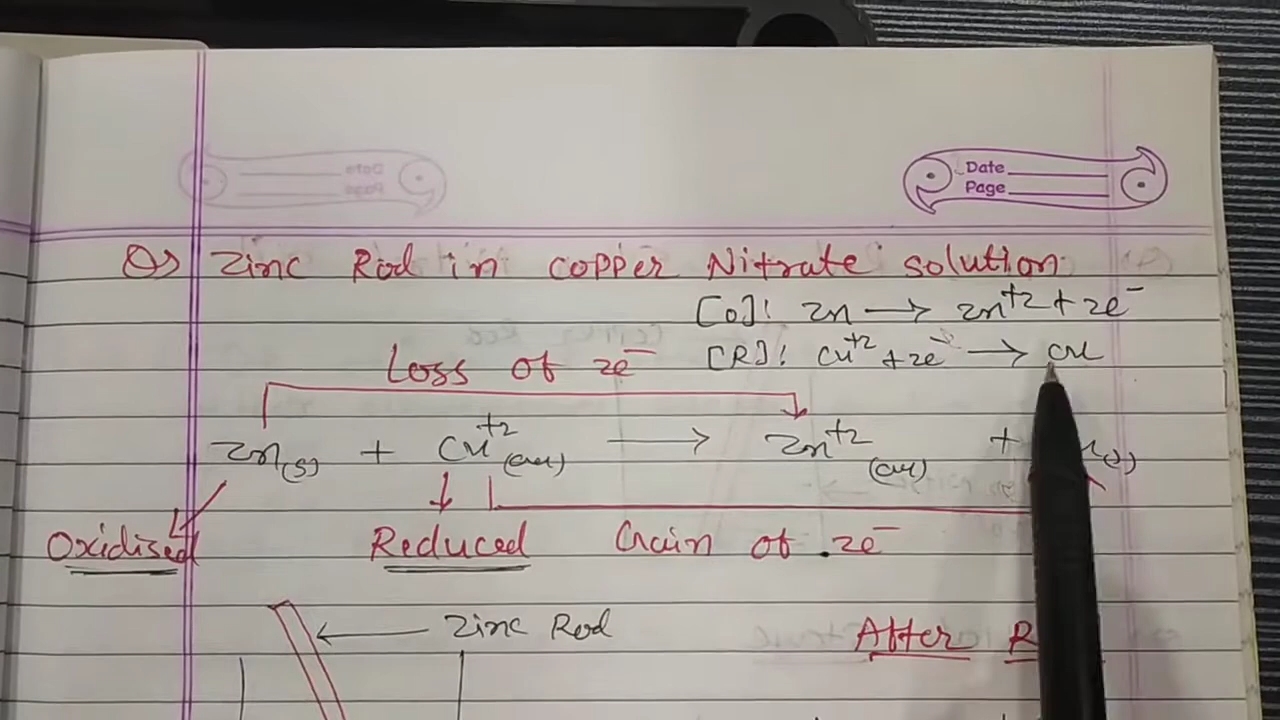 Date
Page
Q) Zinc Rod in copper Nitrate solution
[O]: Zn → Zn+2 + 2e-
[R]: Cu+2 + 2e- → Cu
Loss of 2e-
Zn(s) + Cu+2(aq) → Zn+2(aq) +
Oxidised Reduced Gain of 2e-
Zinc Rod
After